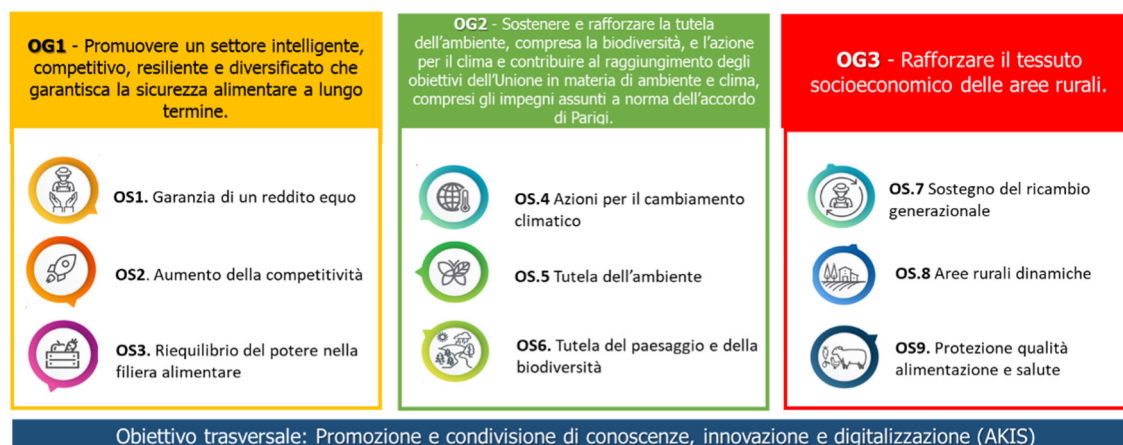 OG1 - Promuovere un settore intelligente,
competitivo, resiliente e diversificato che
garantisca la sicurezza alimentare a lungo
termine.
OS1. Garanzia di un reddito equo
OS2. Aumento della competitività
OS3. Riequilibrio del potere nella
filiera alimentare
OG2 - Sostenere e rafforzare la tutela
dell'ambiente, compresa la biodiversità, e l'azione
per il clima e contribuire al raggiungimento degli
obiettivi dell'Unione in materia di ambiente e clima,
compresi gli impegni assunti a norma dell'accordo
di Parigi.
OS.4 Azioni per il cambiamento
climatico
OS.5 Tutela dell'ambiente
OS6. Tutela del paesaggio e della
biodiversità
OG3 - Rafforzare il tessuto
socioeconomico delle aree rurali.
OS.7 Sostegno del ricambio
generazionale
OS.8 Aree rurali dinamiche
OS9. Protezione qualità
alimentazione e salute
Obiettivo trasversale: Promozione e condivisione di conoscenze, innovazione e digitalizzazione (AKIS)